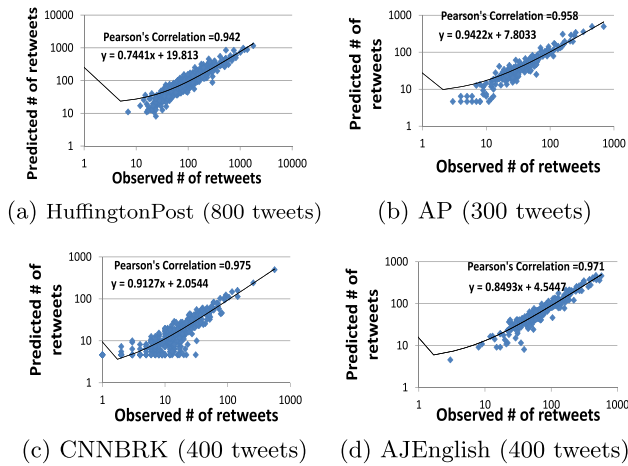 10000
1000
100
10
1
Predicted # of retweets
Pearson's Correlation =0.942
y = 0.7441x + 19.813
1 10 100 1000 10000
Observed # of retweets
(a) HuffingtonPost (800 tweets)
1000
100
10
1
Predicted # of
retweets
Pearson's Correlation =0.958
y = 0.9422x + 7.8033
1 10 100 1000
Observed # of retweets
(b) AP (300 tweets)
1000
100
10
1
Predicted # of
retweets
Pearson's Correlation =0.975
y = 0.9127x + 2.0544
1 10 100 1000
Observed # of retweets
(c) CNNBRK (400 tweets)
1000
100
10
1
Predicted # of
retweets
Pearson's Correlation =0.971
y = 0.8493x + 4.5447
1 10 100 1000
Observed # of retweets
(d) AJEnglish (400 tweets)